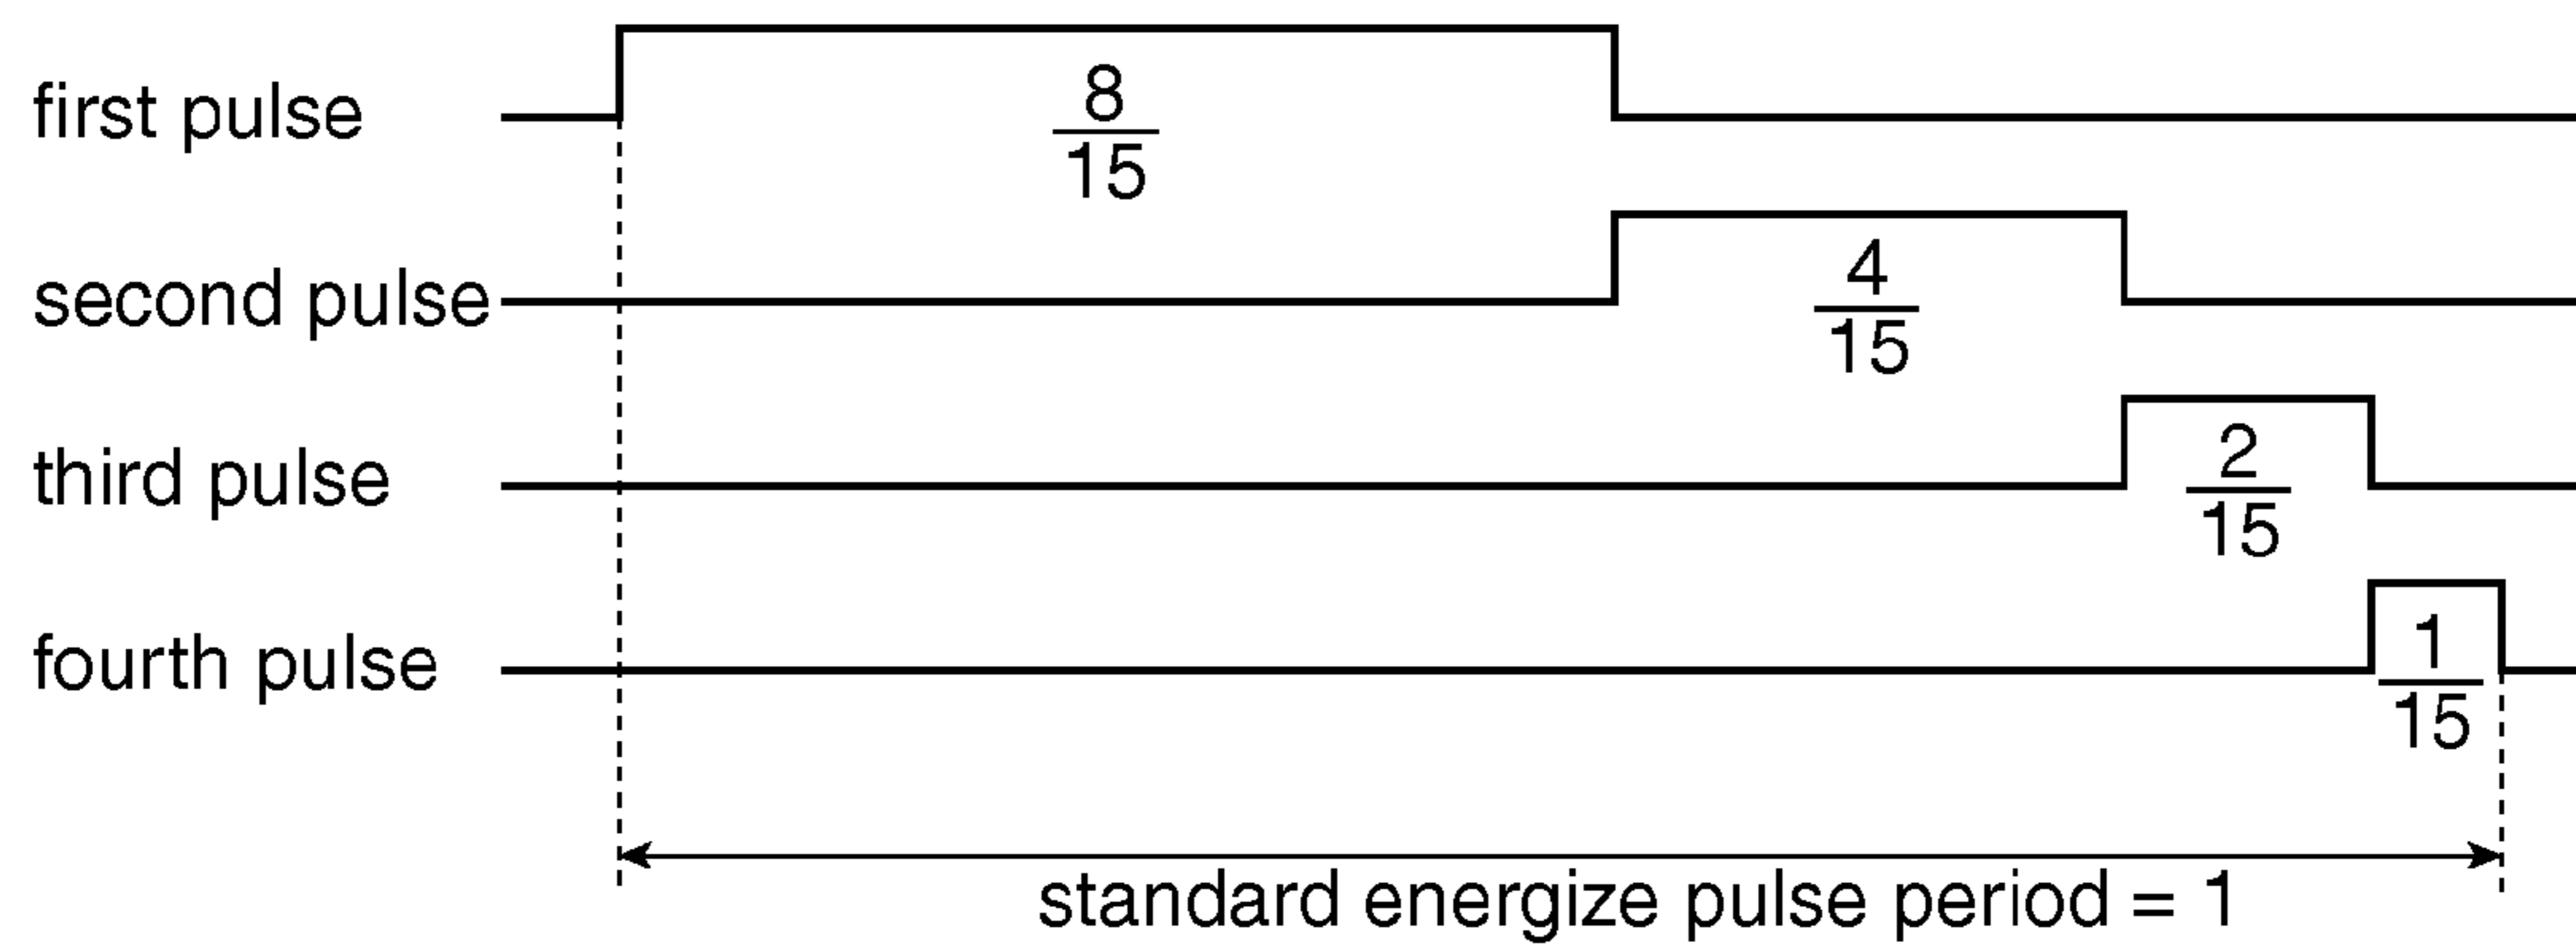 first pulse
8
15
second pulse
4
15
third pulse
2
15
fourth pulse
1
15
standard energize pulse period = 1